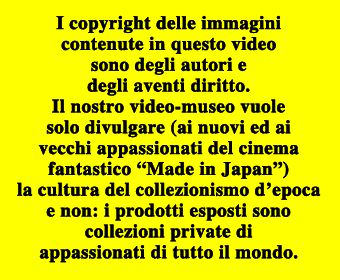 I copyright delle immagini
contenute in questo video
sono degli autori e
degli aventi diritto.
Il nostro video-museo vuole
solo divulgare (ai nuovi ed ai
vecchi appassionati del cinema
fantastico “Made in Japan”)
la cultura del collezionismo d’epoca
e non: i prodotti esposti sono
collezioni private di
appassionati di tutto il mondo.